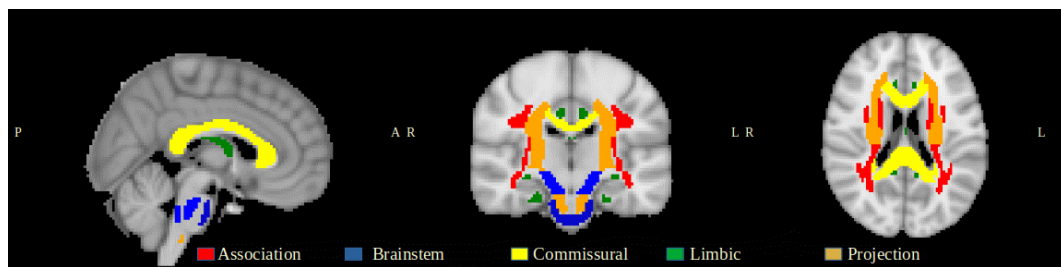 P
A R
L R
L
Association Brainstem Commissural Limbic Projection